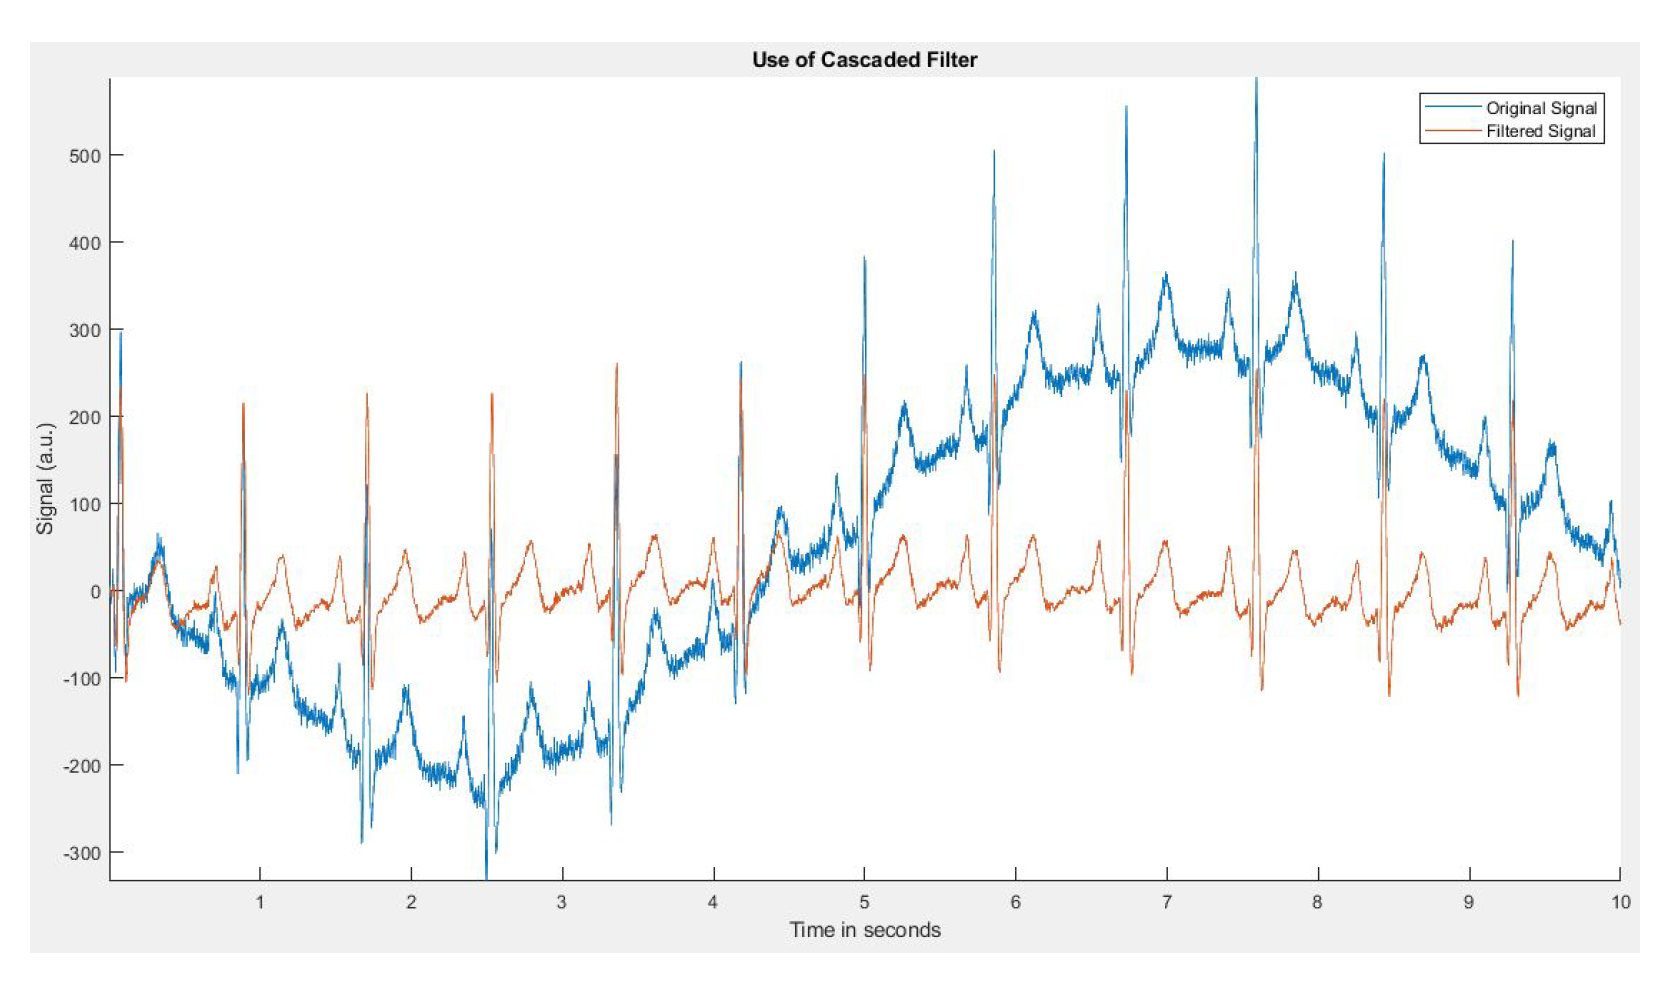 Use of Cascaded Filter
Original Signal
Filtered Signal
Signal (a.u.)
500
400
300
200
100
0
-100
-200
-300
1 2 3 4 5 6 7 8 9 10
Time in seconds